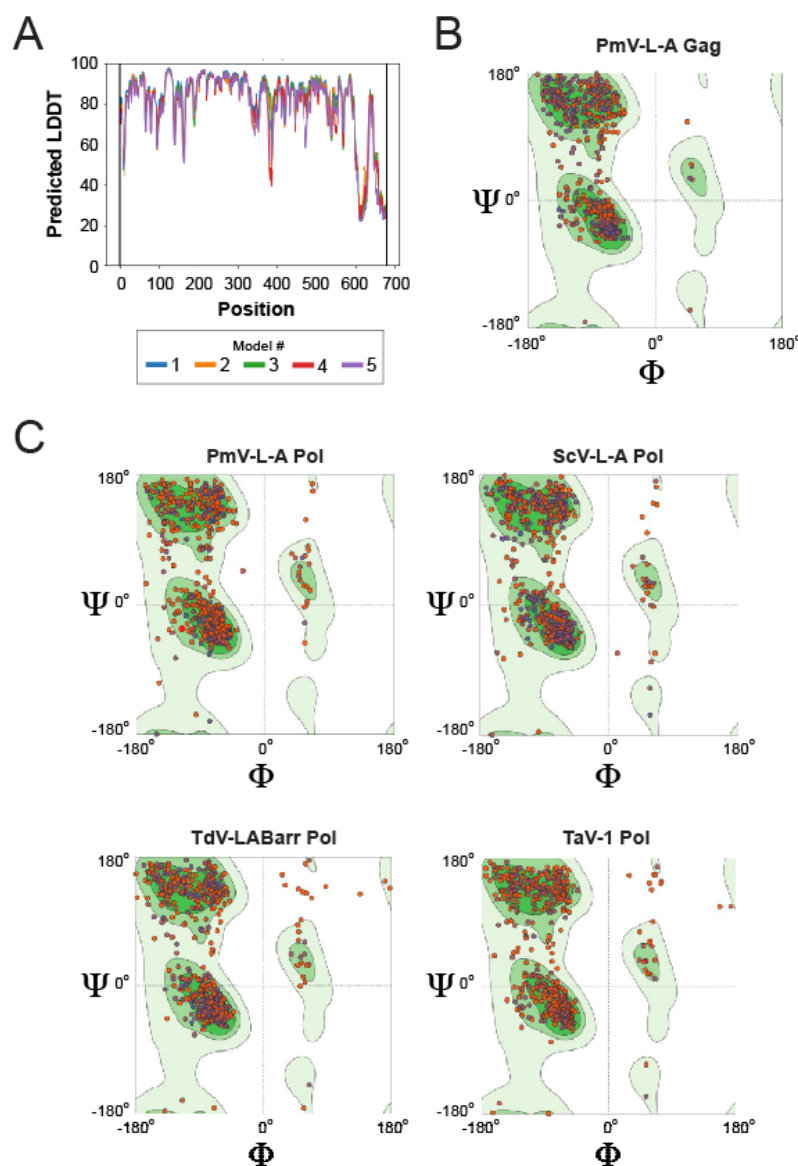 A
Predicted LDDT
100
80
60
40
20
0
0 100 200 300 400 500 600 700
Position
Model #
1 2 3 4 5
B
PmV-L-A Gag
180°
Ψ 0°
-180°
-180° 0° 180°
Φ
C
PmV-L-A Pol
180°
Ψ 0°
-180°
-180° 0° 180°
Φ
ScV-L-A Pol
180°
Ψ 0°
-180°
-180° 0° 180°
Φ
TdV-LABarr Pol
180°
Ψ 0°
-180°
-180° 0° 180°
Φ
TaV-1 Pol
180°
Ψ 0°
-180°
-180° 0° 180°
Φ